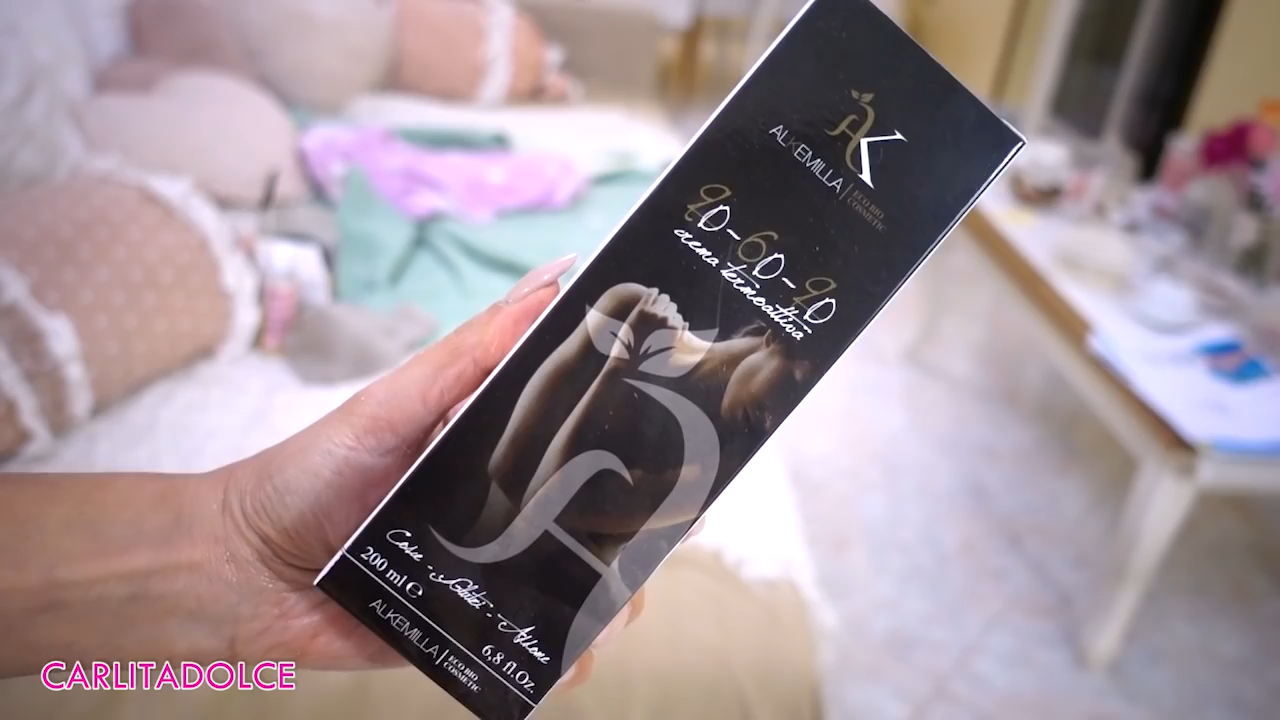 AK
ALKEMILLA | ECO BIO COSMETIC
90-60-90
crema termoattiva
Cosce - Glutei - Addome
200 ml e 6,8 fl.Oz.
ALKEMILLA | ECO BIO COSMETIC
CARLITADOLCE